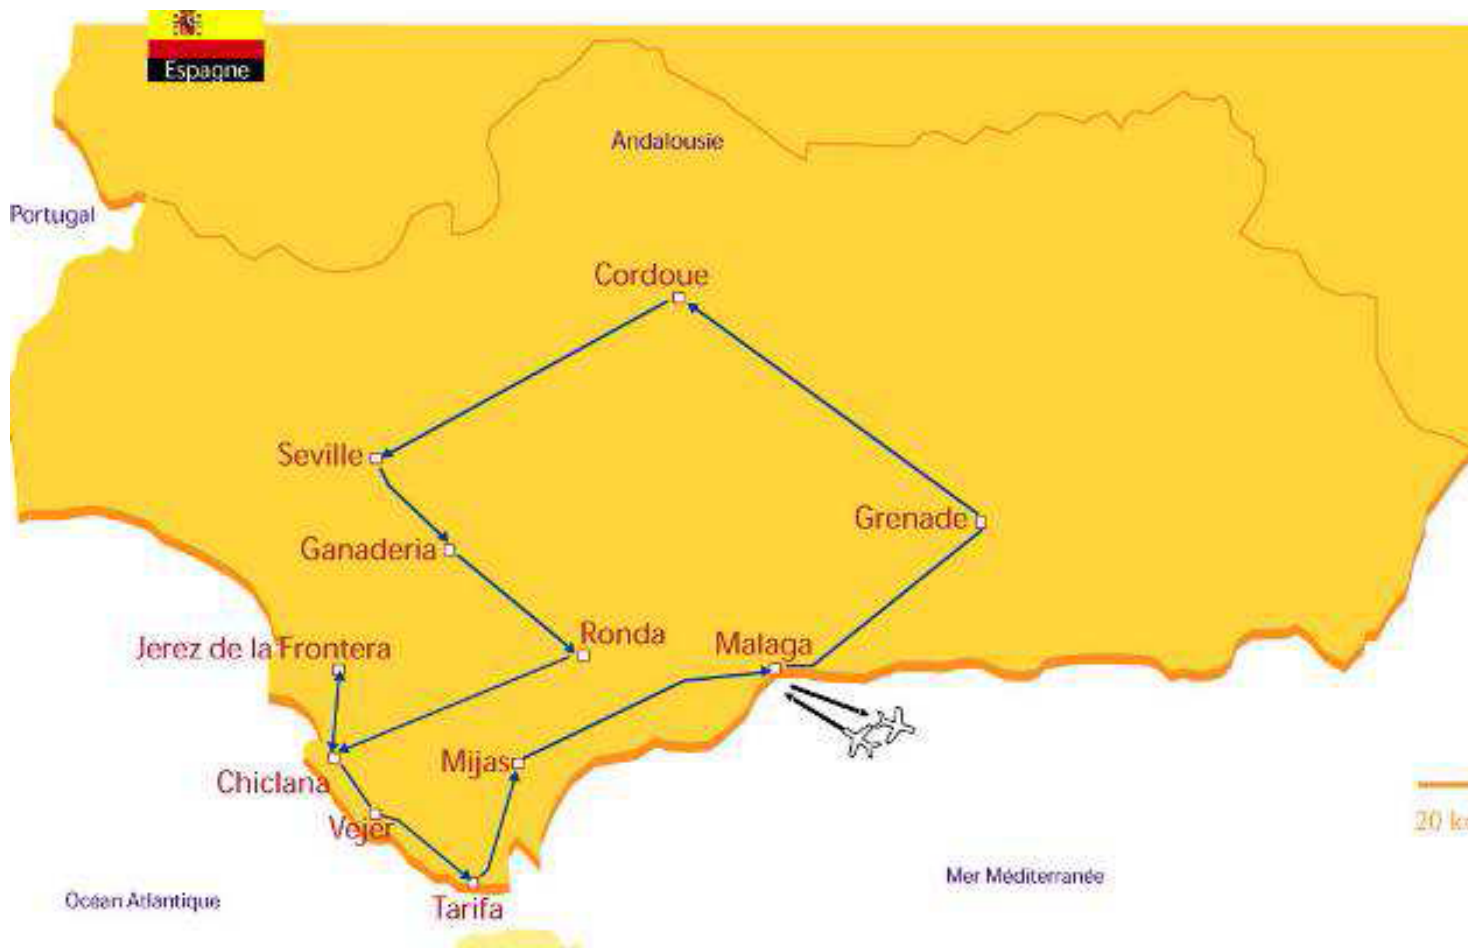 Espagne
Andalousie
Portugal
Cordoue
Seville
Grenade
Ganaderia
Ronda
Malaga
Jerez de la Frontera
Mijas
Chiclana
Vejer
20
Mer Méditerranée
Océan Atlantique
Tarifa